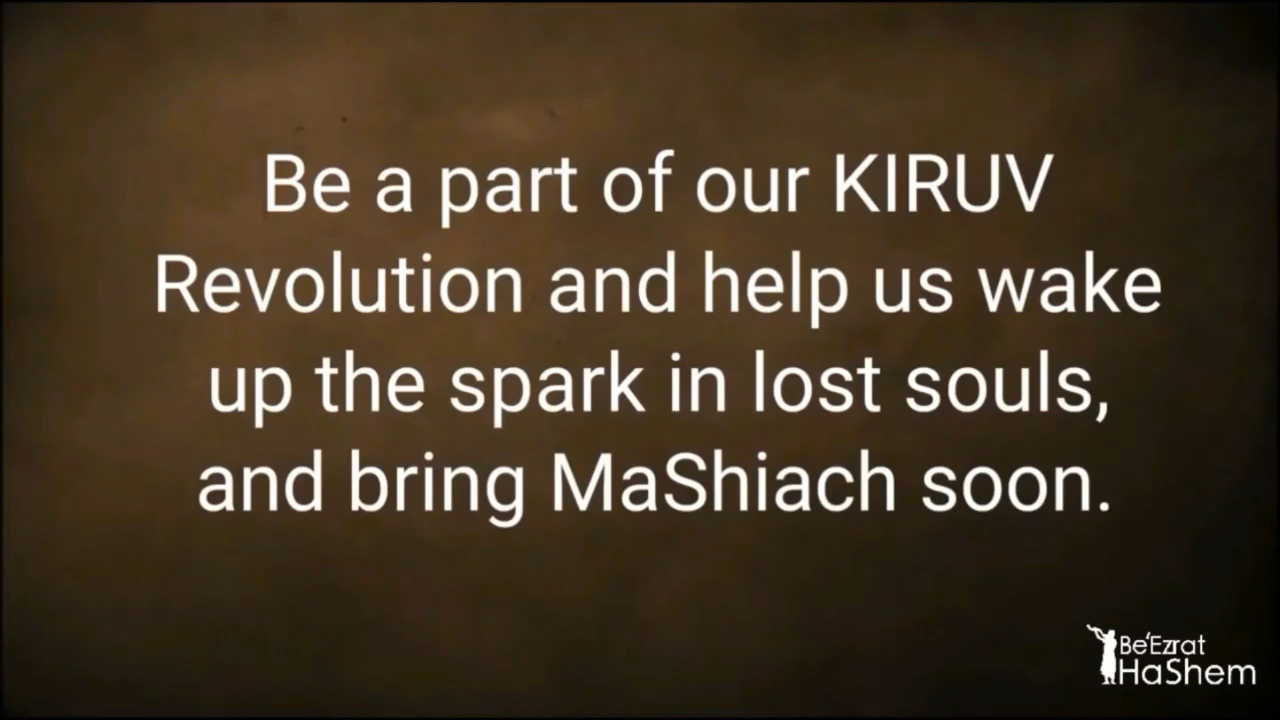 Be a part of our KIRUV
Revolution and help us wake
up the spark in lost souls,
and bring MaShiach soon.
Be'Ezrat
HaShem